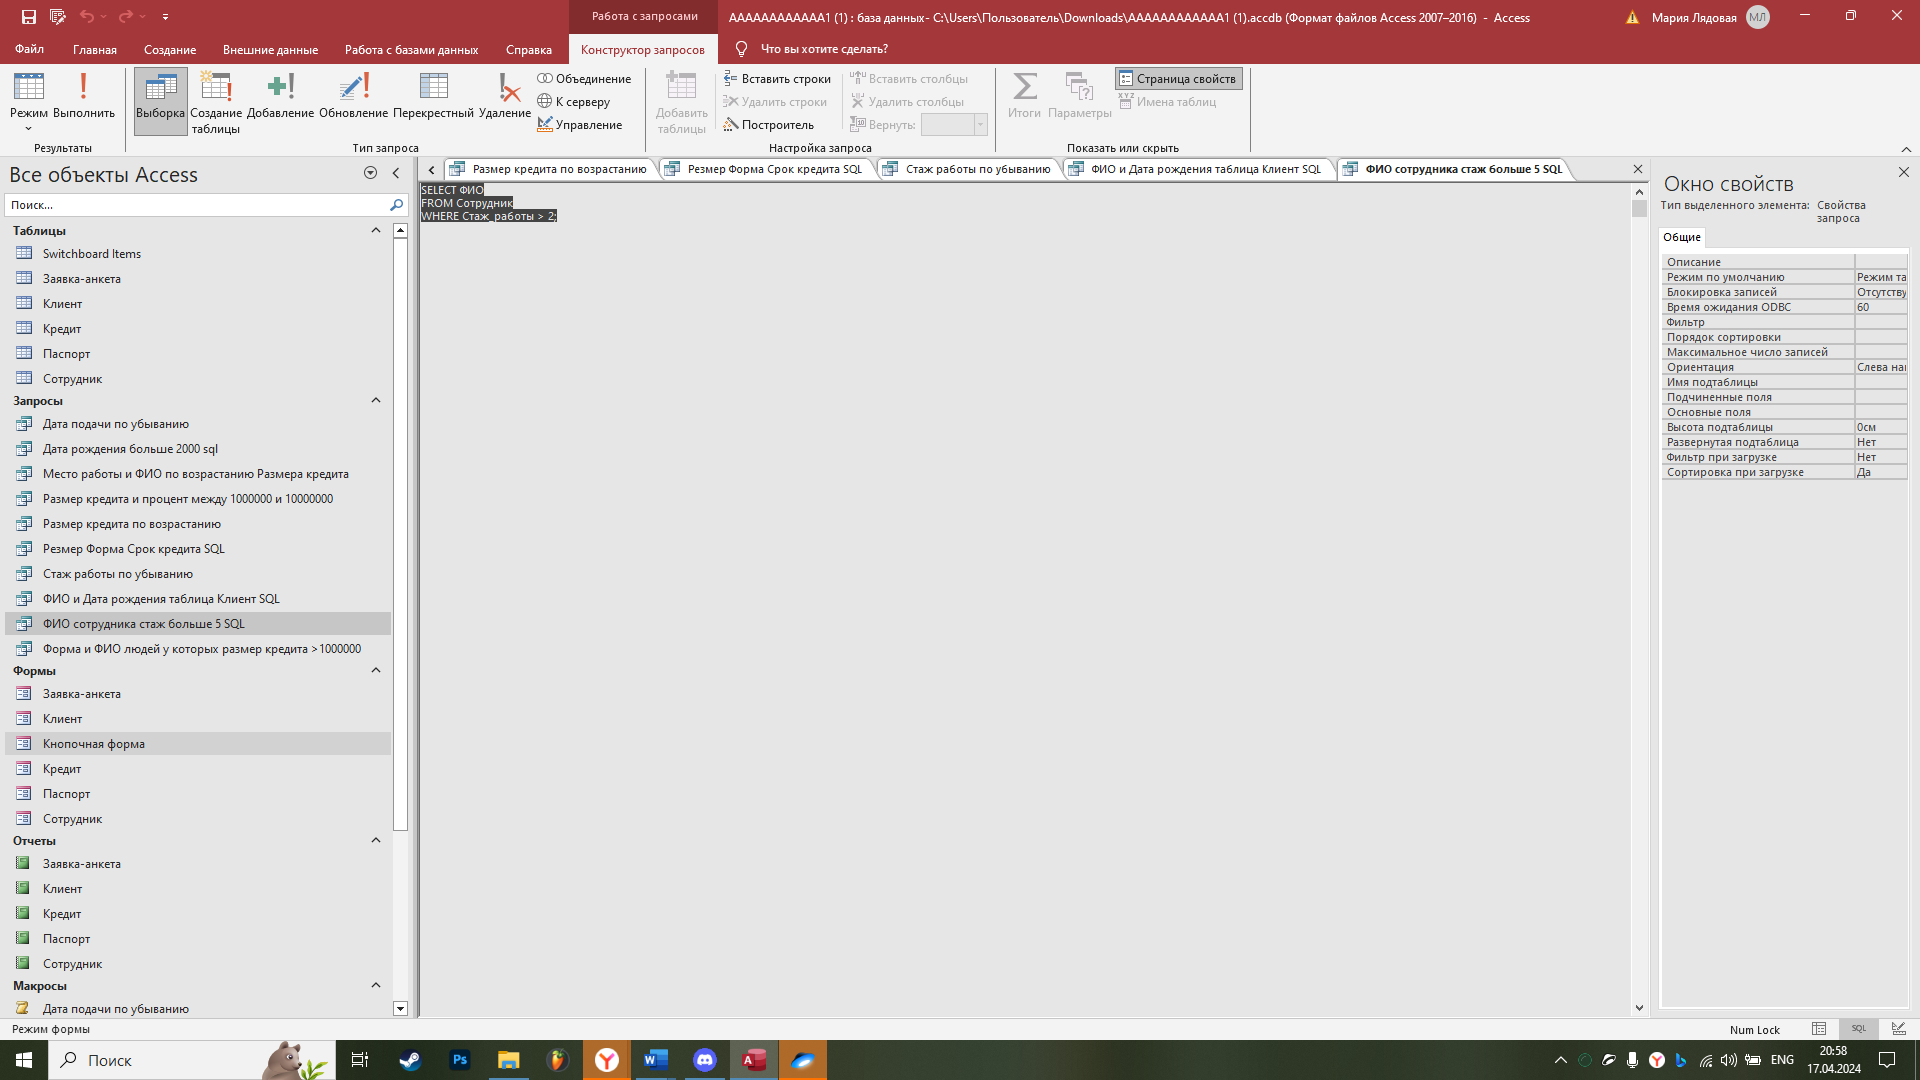 Работа с запросами
АААААААААААА1 (1) : база данных- C:\Users\Пользователь\Downloads\АААААААААААА1 (1).accdb (Формат файлов Access 2007–2016) - Access
Мария Лядовая
МЛ
Файл
Главная
Создание
Внешние данные
Работа с базами данных
Справка
Конструктор запросов
Что вы хотите сделать?
Режим
Выполнить
Результаты
Выборка
Создание таблицы
Добавление
Обновление
Перекрестный
Удаление
Объединение
К серверу
Управление
Тип запроса
Добавить таблицы
Вставить строки
Удалить строки
Построитель
Вставить столбцы
Удалить столбцы
Вернуть:
Настройка запроса
Итоги
Параметры
Страница свойств
Имена таблиц
Показать или скрыть
Все объекты Access
Поиск...
Таблицы
Switchboard Items
Заявка-анкета
Клиент
Кредит
Паспорт
Сотрудник
Запросы
Дата подачи по убыванию
Дата рождения больше 2000 sql
Место работы и ФИО по возрастанию Размера кредита
Размер кредита и процент между 1000000 и 10000000
Размер кредита по возрастанию
Резмер Форма Срок кредита SQL
Стаж работы по убыванию
ФИО и Дата рождения таблица Клиент SQL
ФИО сотрудника стаж больше 5 SQL
Форма и ФИО людей у которых размер кредита >1000000
Формы
Заявка-анкета
Клиент
Кнопочная форма
Кредит
Паспорт
Сотрудник
Отчеты
Заявка-анкета
Клиент
Кредит
Паспорт
Сотрудник
Макросы
Дата подачи по убыванию
Размер кредита по возрастанию
Резмер Форма Срок кредита SQL
Стаж работы по убыванию
ФИО и Дата рождения таблица Клиент SQL
ФИО сотрудника стаж больше 5 SQL
SELECT ФИО
FROM Сотрудник
WHERE Стаж_работы > 2;
Окно свойств
Тип выделенного элемента: Свойства запроса
Общие
Описание
Режим по умолчанию Режим та
Блокировка записей Отсутству
Время ожидания ODBC 60
Фильтр
Порядок сортировки
Максимальное число записей
Ориентация Слева нап
Имя подтаблицы
Подчиненные поля
Основные поля
Высота подтаблицы 0см
Развернутая подтаблица Нет
Фильтр при загрузке Нет
Сортировка при загрузке Да
Режим формы
Num Lock
SQL
Поиск
ENG
20:58
17.04.2024